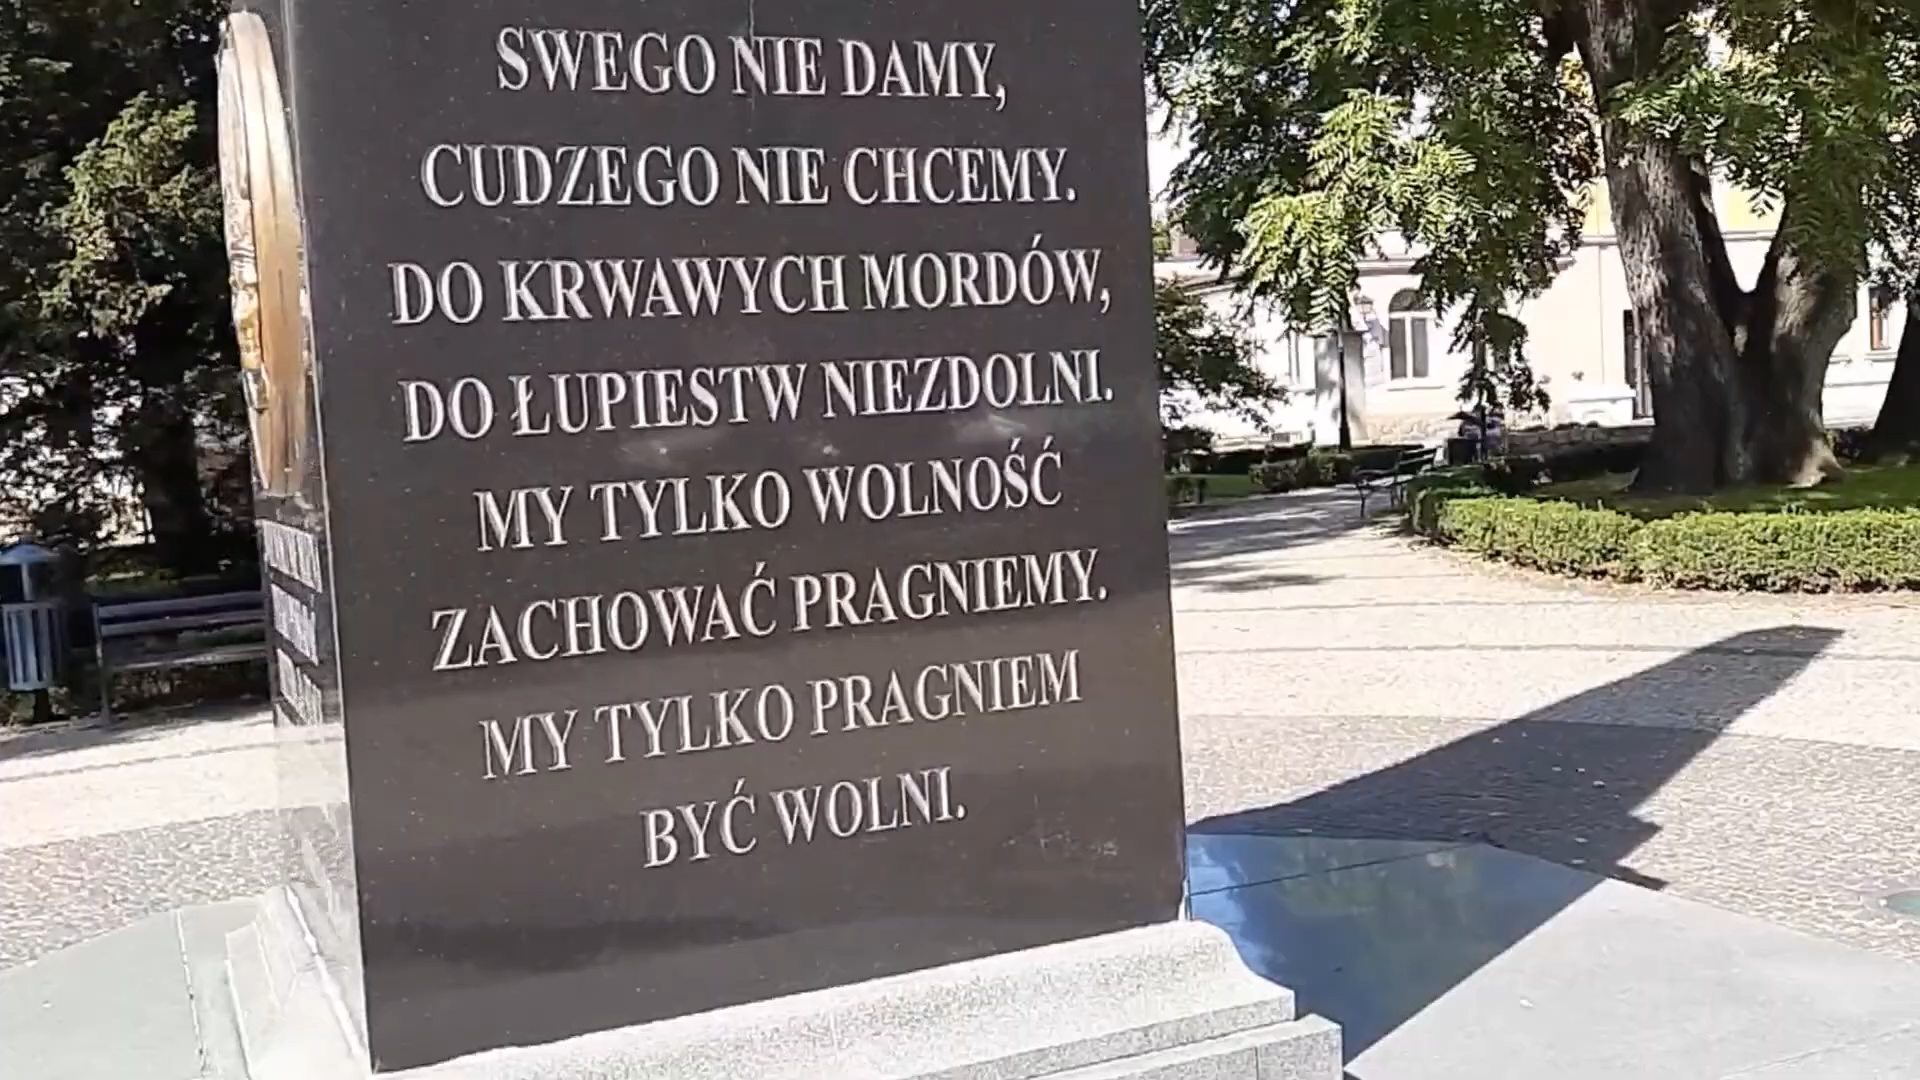 SWEGO NIE DAMY,
CUDZEGO NIE CHCEMY.
DO KRWAWYCH MORDÓW,
DO ŁUPIESTW NIEZDOLNI.
MY TYLKO WOLNOŚĆ
ZACHOWAĆ PRAGNIEMY.
MY TYLKO PRAGNIEM
BYĆ WOLNI.